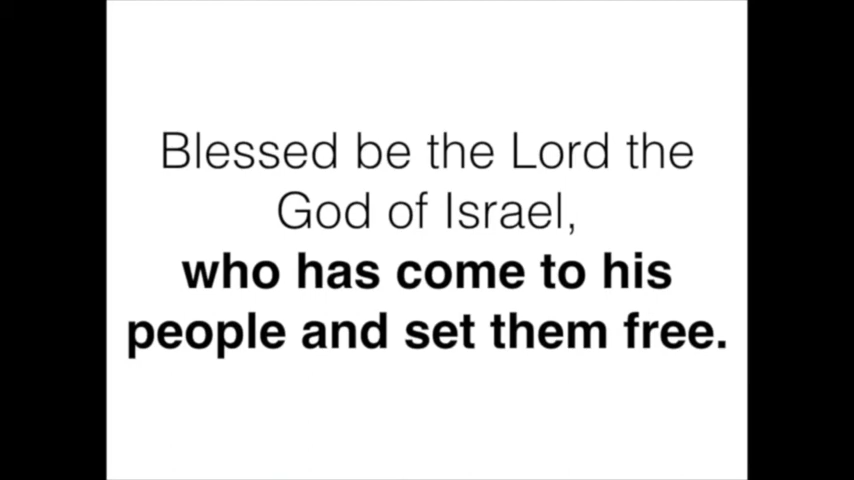 Blessed be the Lord the
God of Israel,
who has come to his
people and set them free.